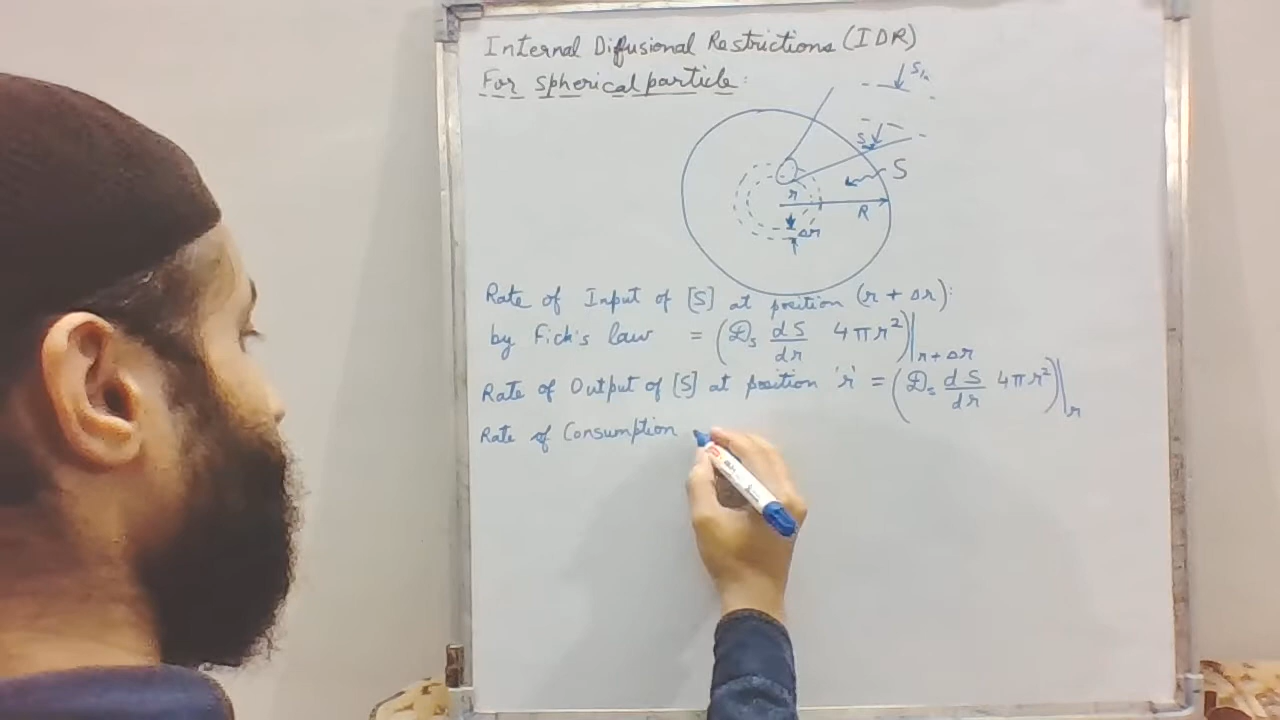 Internal Difusional Restrictions (IDR)
For Spherical particle:
S
S
r
R
Δr
Rate of Input of [S] at position (r + Δr):
by Fick's law = (𝒟s dS/dr 4πr²)|r+Δr
Rate of Output of [S] at position 'r' = (𝒟s dS/dr 4πr²)|r
Rate of Consumption